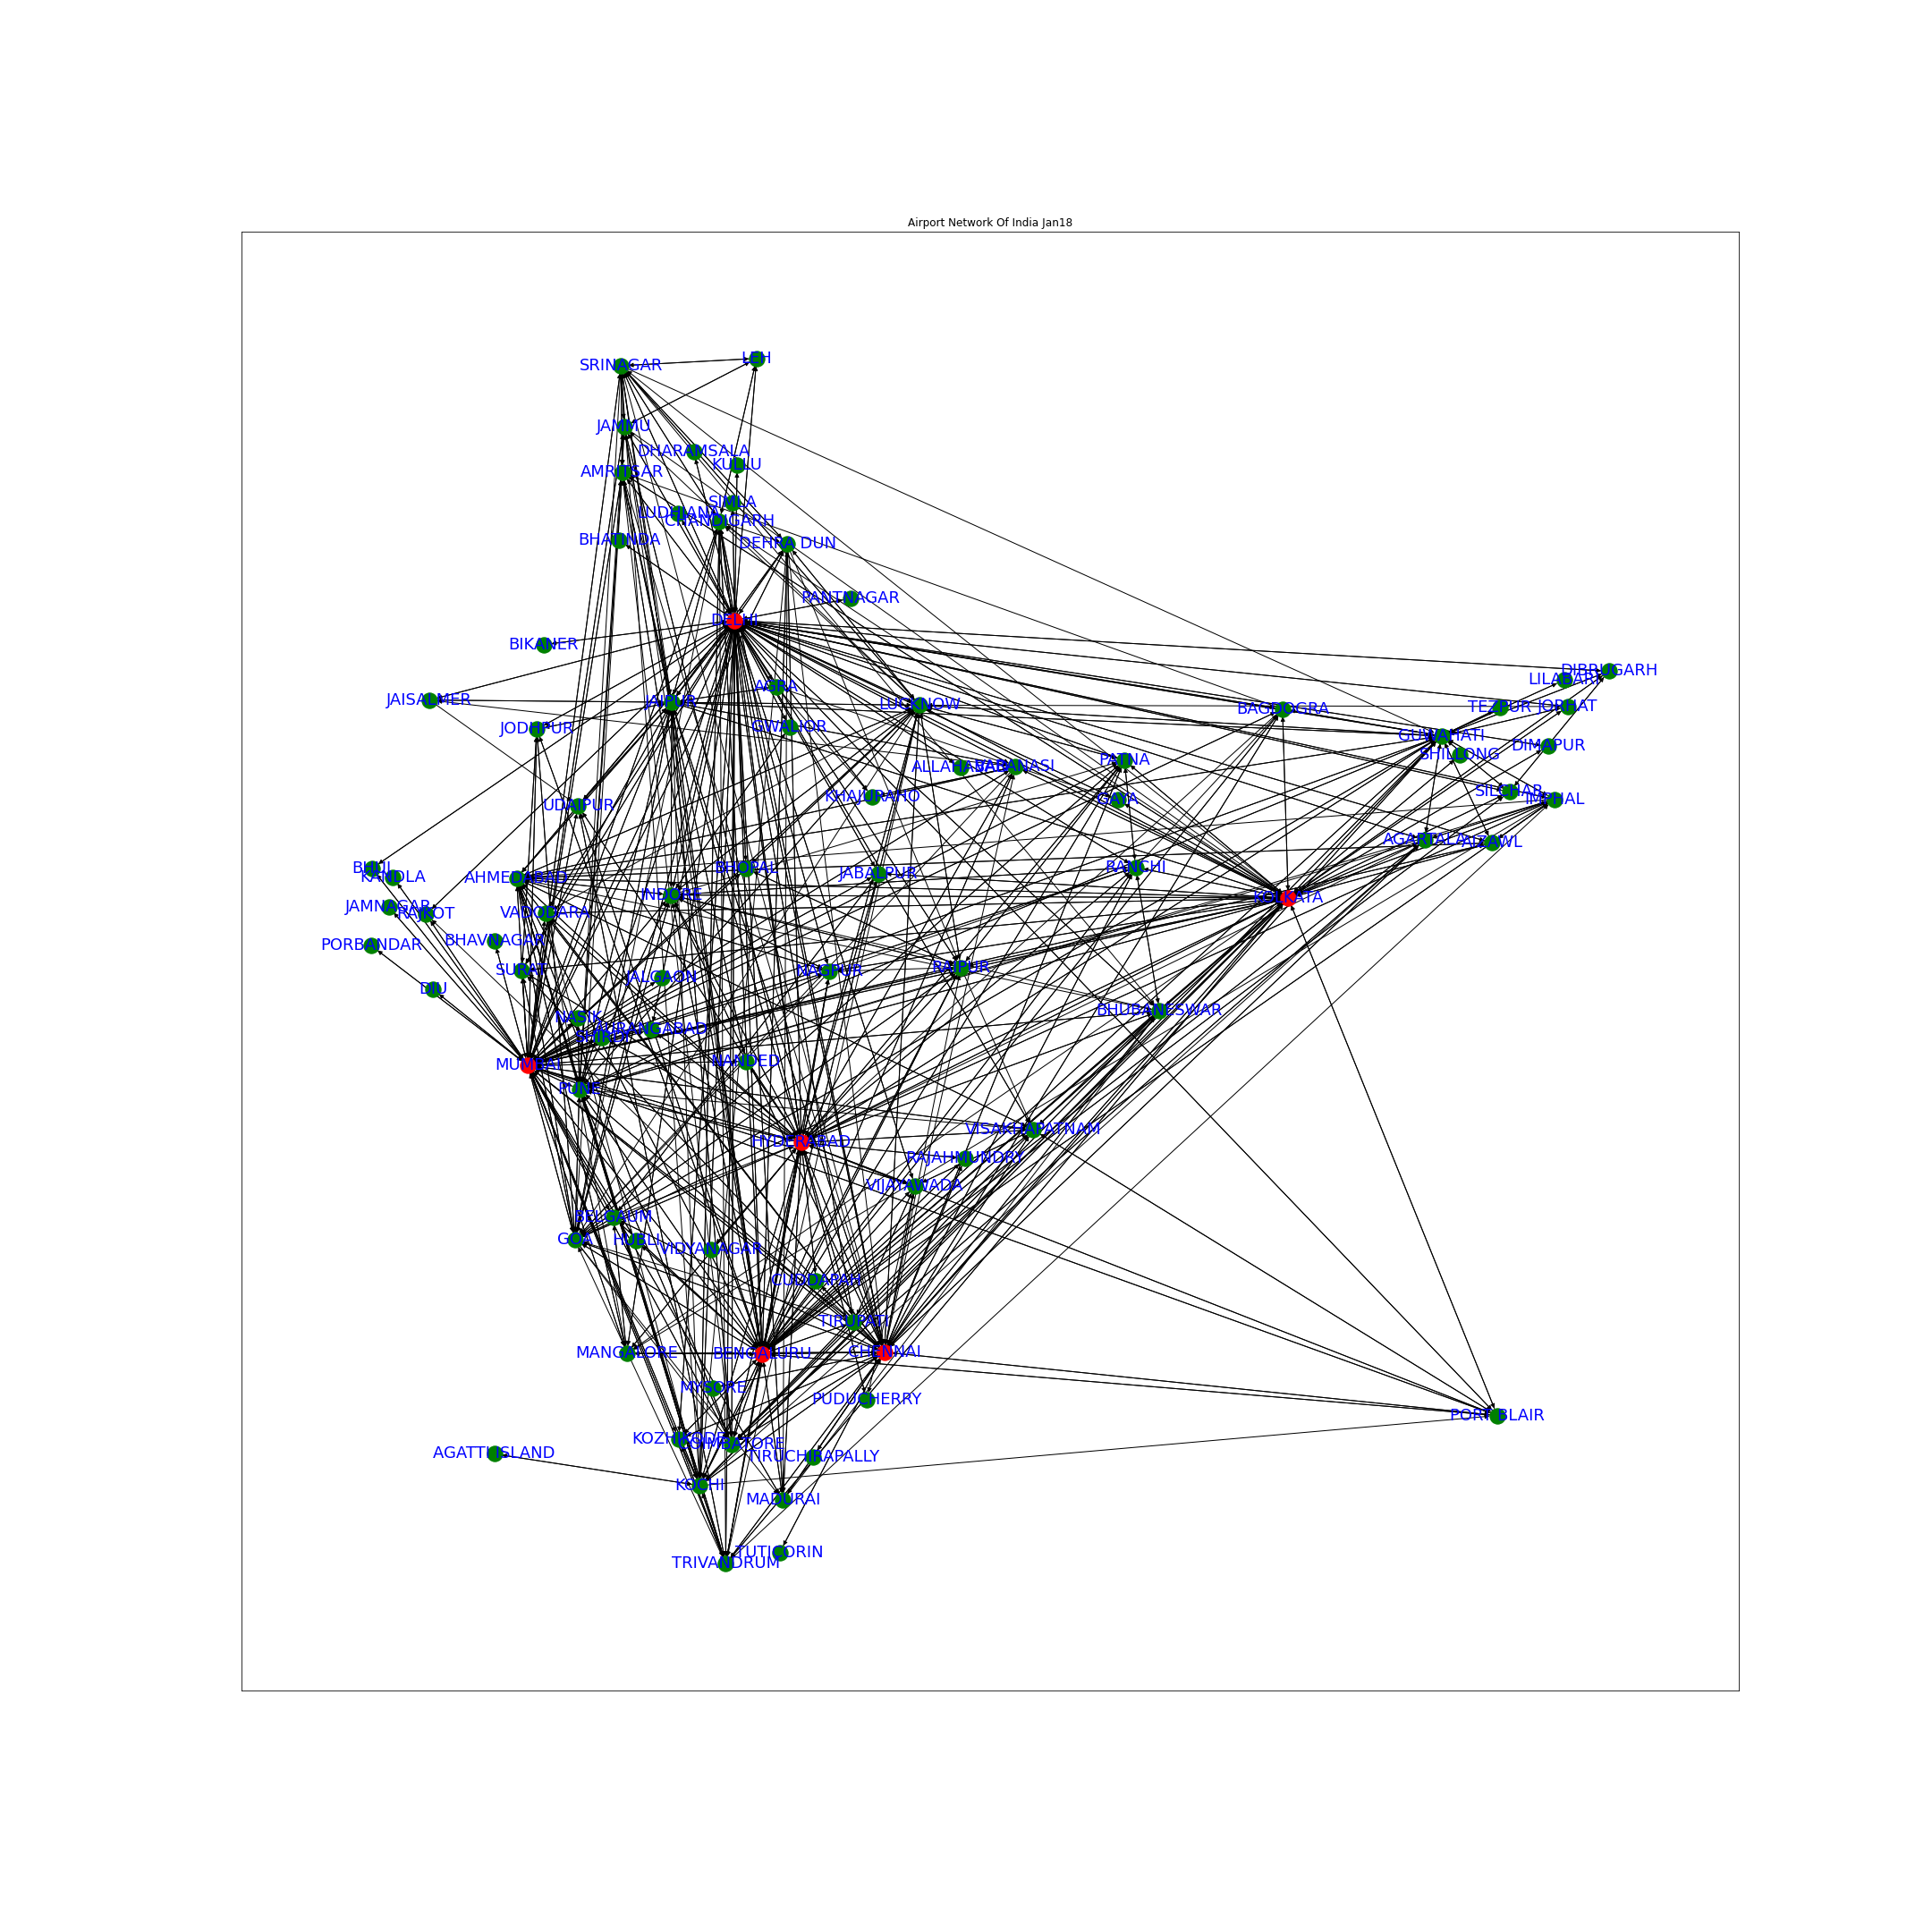 Airport Network Of India Jan18
LEH
SRINAGAR
JAMMU
DHARAMSALA
KULLU
AMRITSAR
SIMLA
LUDHIANA
CHANDIGARH
BHATINDA
DEHRA DUN
PANTNAGAR
DELHI
BIKANER
DIBRUGARH
LILABARI
AGRA
JAISALMER
JAIPUR
LUCKNOW
BAGDOGRA
TEZPUR
JORHAT
JODHPUR
GWALIOR
GUWAHATI
DIMAPUR
SHILLONG
PATNA
ALLAHABAD
VARANASI
SILCHAR
KHAJURAHO
GAYA
IMPHAL
UDAIPUR
AGARTALA
AIZAWL
BHUJ
BHOPAL
RANCHI
JABALPUR
KANDLA
AHMEDABAD
INDORE
KOLKATA
JAMNAGAR
RAJKOT
VADODARA
BHAVNAGAR
PORBANDAR
SURAT
RAIPUR
NAGPUR
JALGAON
DIU
BHUBANESWAR
NASIK
AURANGABAD
SHIRDI
NANDED
MUMBAI
PUNE
VISAKHAPATNAM
HYDERABAD
RAJAHMUNDRY
VIJAYAWADA
BELGAUM
GOA
HUBLI
VIDYANAGAR
CUDDAPAH
TIRUPATI
MANGALORE
BENGALURU
CHENNAI
MYSORE
PUDUCHERRY
PORT BLAIR
KOZHIKODE
COIMBATORE
AGATTI ISLAND
TIRUCHIRAPALLY
KOCHI
MADURAI
TUTICORIN
TRIVANDRUM